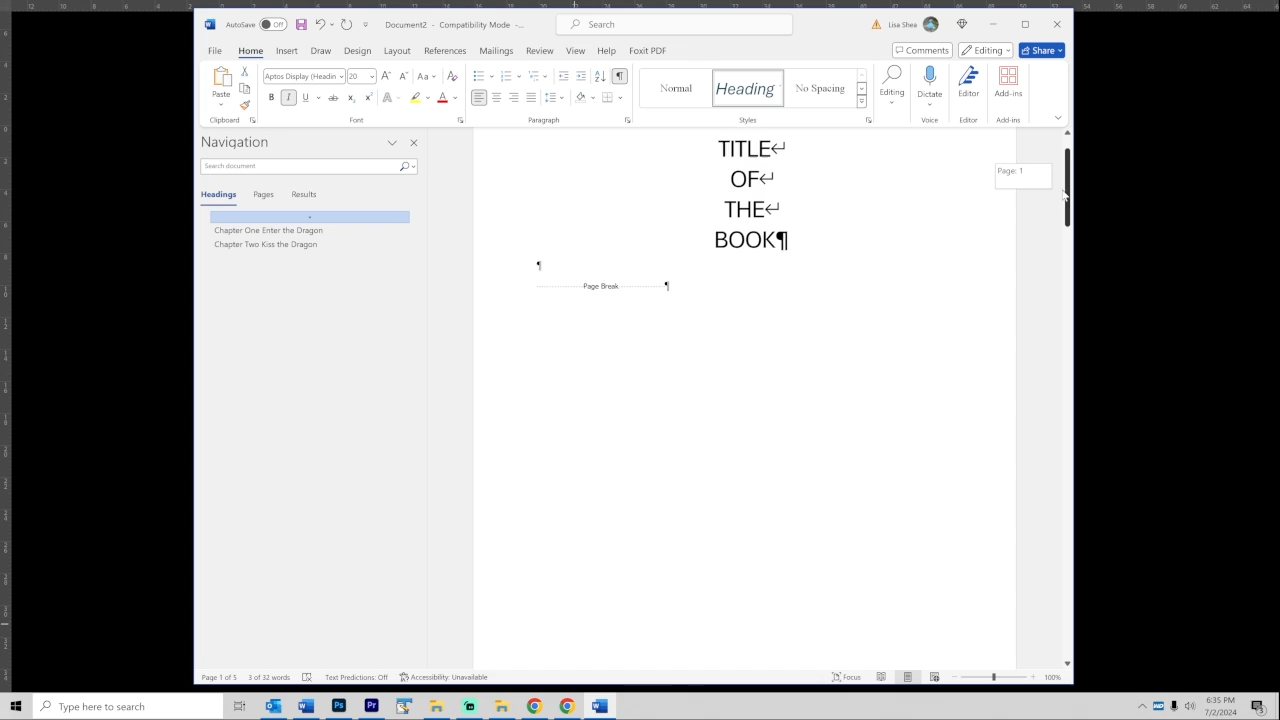 AutoSave Off Document2 - Compatibility Mode -... Search Lisa Shea
File Home Insert Draw Design Layout References Mailings Review View Help Foxit PDF Comments Editing Share
Paste Aptos Display (Headin 20 Normal Heading No Spacing Editing Dictate Editor Add-ins
Clipboard Font Paragraph Styles Voice Editor Add-ins
Navigation
Search document
Headings Pages Results
Chapter One Enter the Dragon
Chapter Two Kiss the Dragon
TITLE↵
OF↵
THE↵
BOOK¶
¶
Page Break ¶
Page: 1
Page 1 of 5 3 of 32 words Text Predictions: Off Accessibility: Unavailable Focus 100%
Type here to search
6:35 PM
7/2/2024